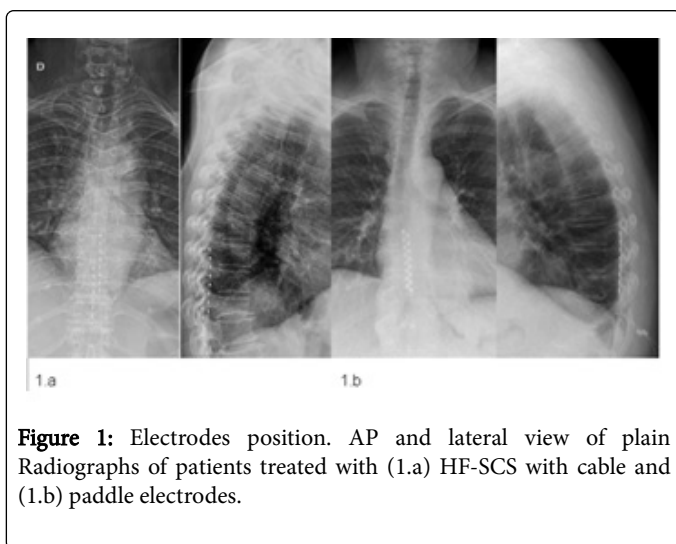 D
1.a
1.b
Figure 1: Electrodes position. AP and lateral view of plain
Radiographs of patients treated with (1.a) HF-SCS with cable and
(1.b) paddle electrodes.